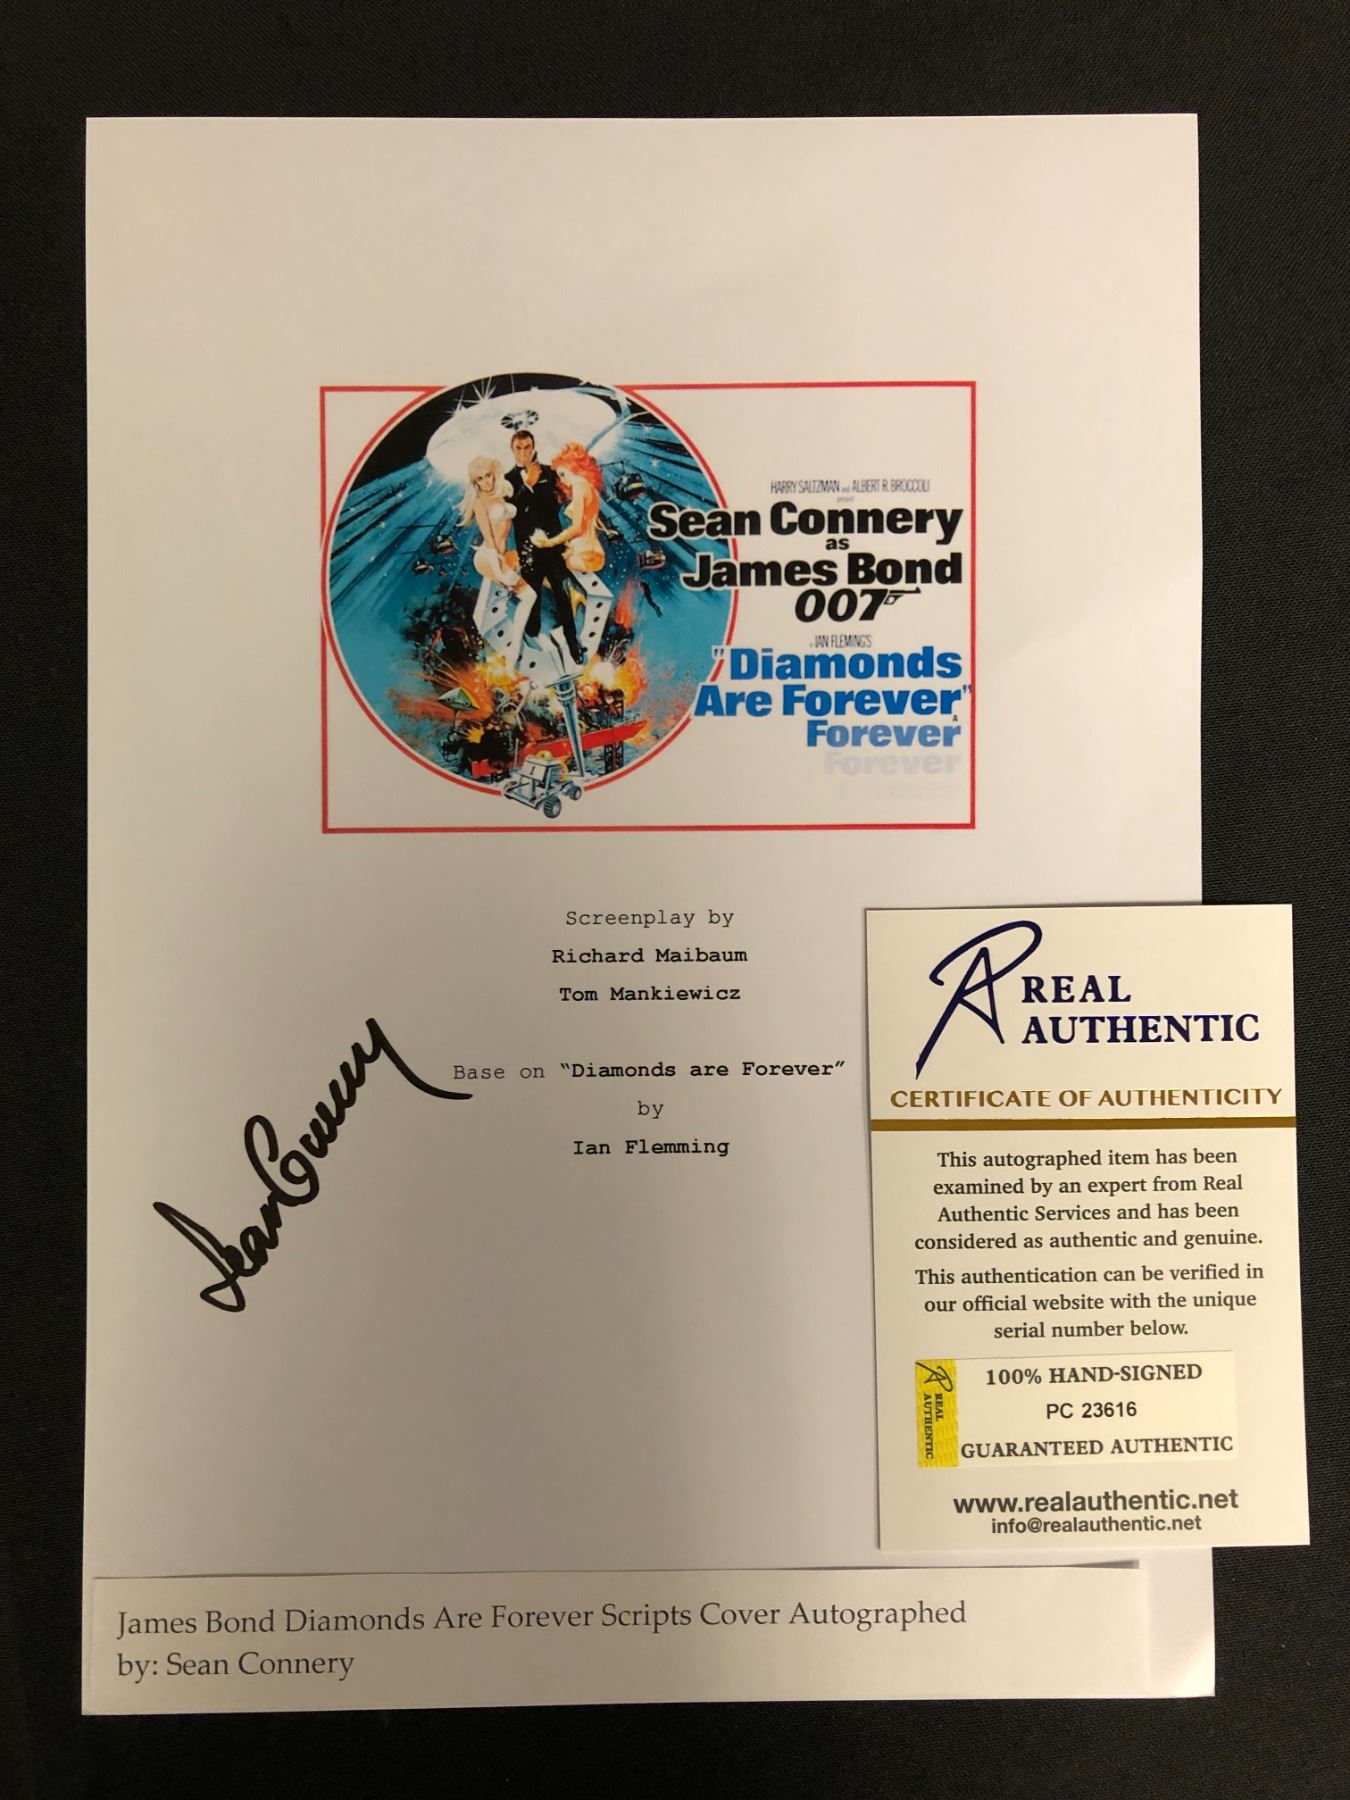 HARRY SALTZMAN and ALBERT R. BROCCOLI
present
Sean Connery
as
James Bond
007
IAN FLEMING'S
"Diamonds
Are Forever"
Forever
Forever
Forever
Screenplay by
Richard Maibaum
Tom Mankiewicz
Base on "Diamonds are Forever"
by
Ian Flemming
Sean Connery
REAL
AUTHENTIC
CERTIFICATE OF AUTHENTICITY
This autographed item has been
examined by an expert from Real
Authentic Services and has been
considered as authentic and genuine.
This authentication can be verified in
our official website with the unique
serial number below.
REAL
AUTHENTIC
100% HAND-SIGNED
PC 23616
GUARANTEED AUTHENTIC
www.realauthentic.net
info@realauthentic.net
James Bond Diamonds Are Forever Scripts Cover Autographed
by: Sean Connery